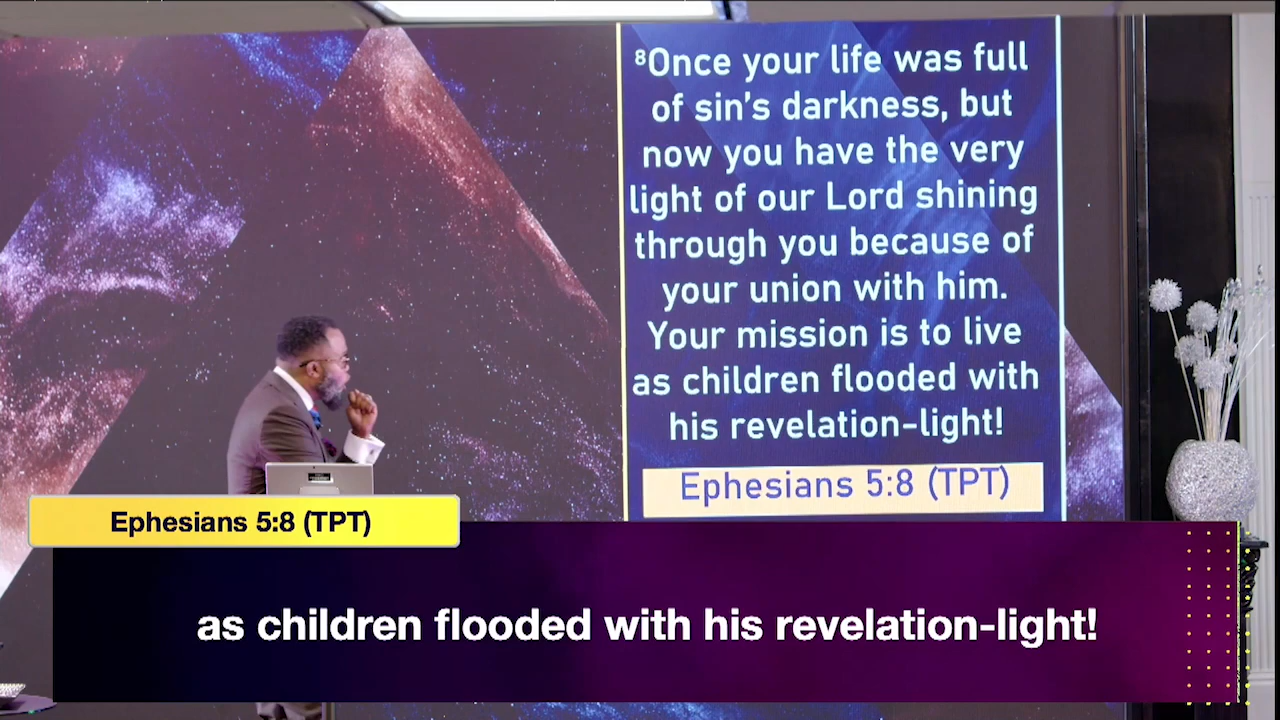 ⁸Once your life was full
of sin's darkness, but
now you have the very
light of our Lord shining
through you because of
your union with him.
Your mission is to live
as children flooded with
his revelation-light!
Ephesians 5:8 (TPT)
Ephesians 5:8 (TPT)
as children flooded with his revelation-light!